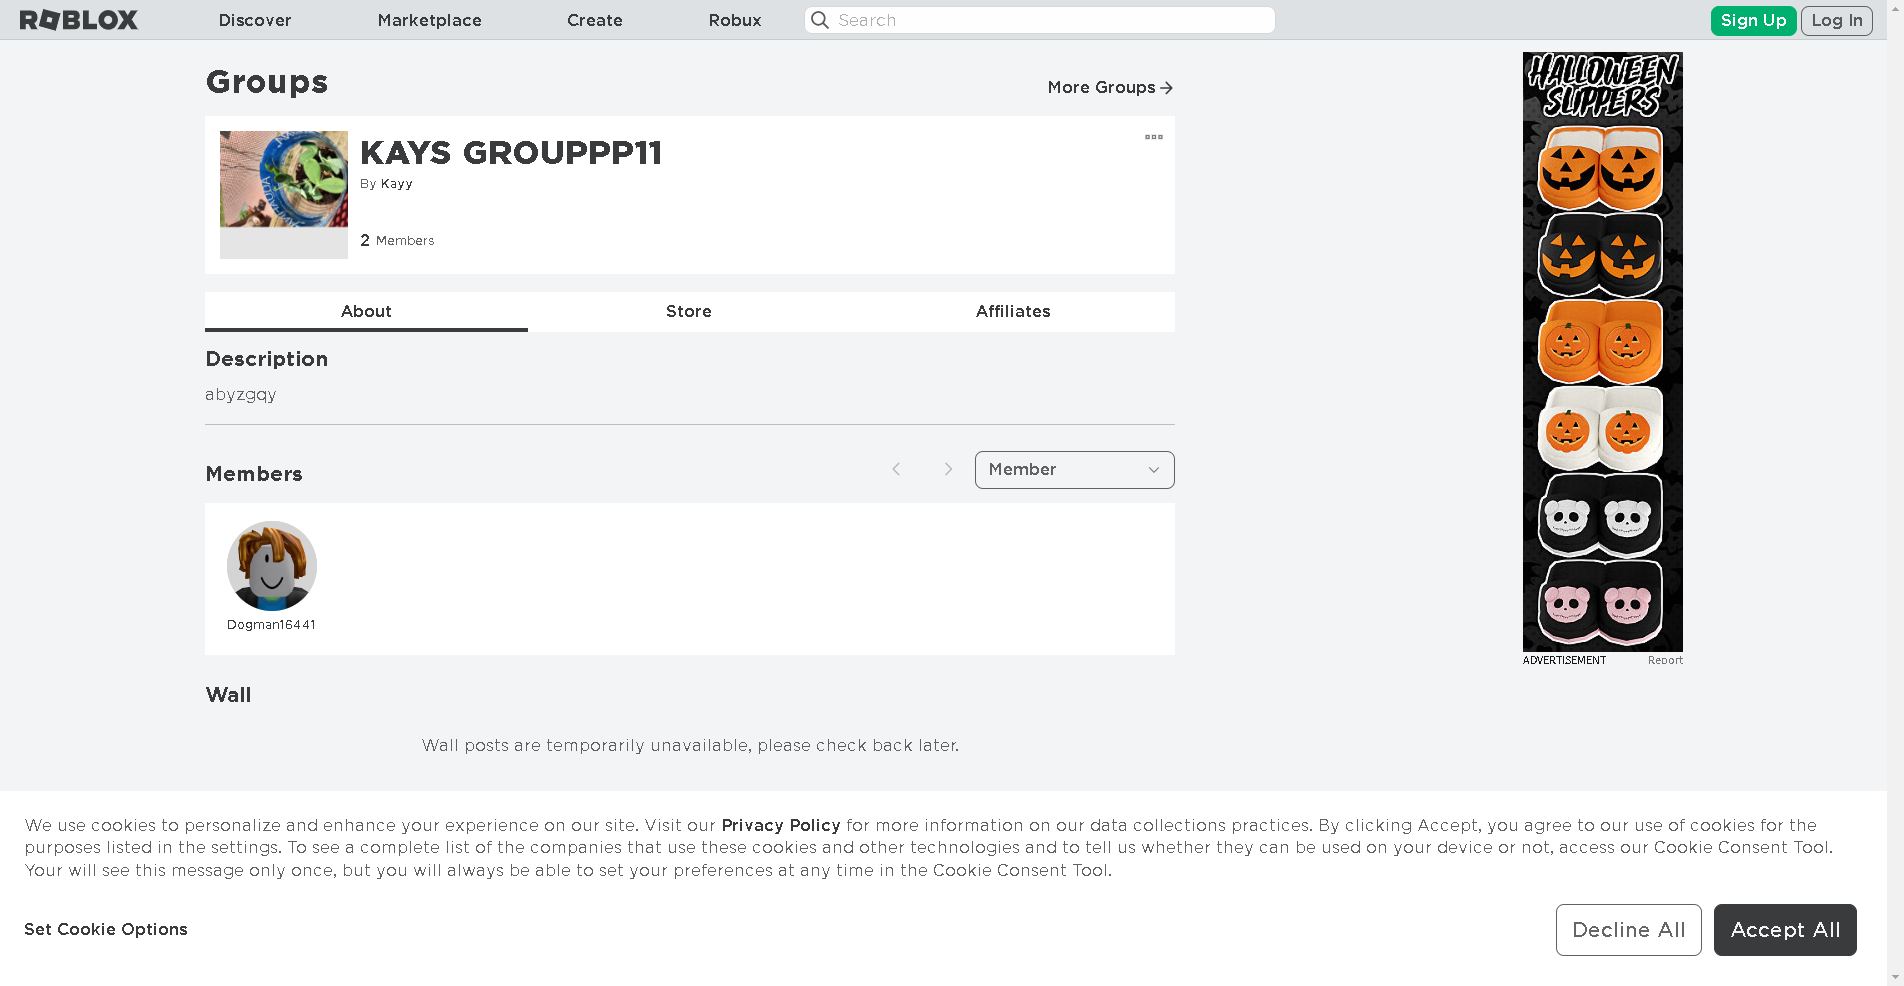 ROBLOX
Discover
Marketplace
Create
Robux
Search
Sign Up
Log In
Groups
More Groups
KAYS GROUPPP11
By Kayy
2 Members
About
Store
Affiliates
Description
abyzgqy
Members
Member
Dogman16441
Wall
Wall posts are temporarily unavailable, please check back later.
HALLOWEEN
SLIPPERS
ADVERTISEMENT
Report
We use cookies to personalize and enhance your experience on our site. Visit our Privacy Policy for more information on our data collections practices. By clicking Accept, you agree to our use of cookies for the
purposes listed in the settings. To see a complete list of the companies that use these cookies and other technologies and to tell us whether they can be used on your device or not, access our Cookie Consent Tool.
Your will see this message only once, but you will always be able to set your preferences at any time in the Cookie Consent Tool.
Set Cookie Options
Decline All
Accept All